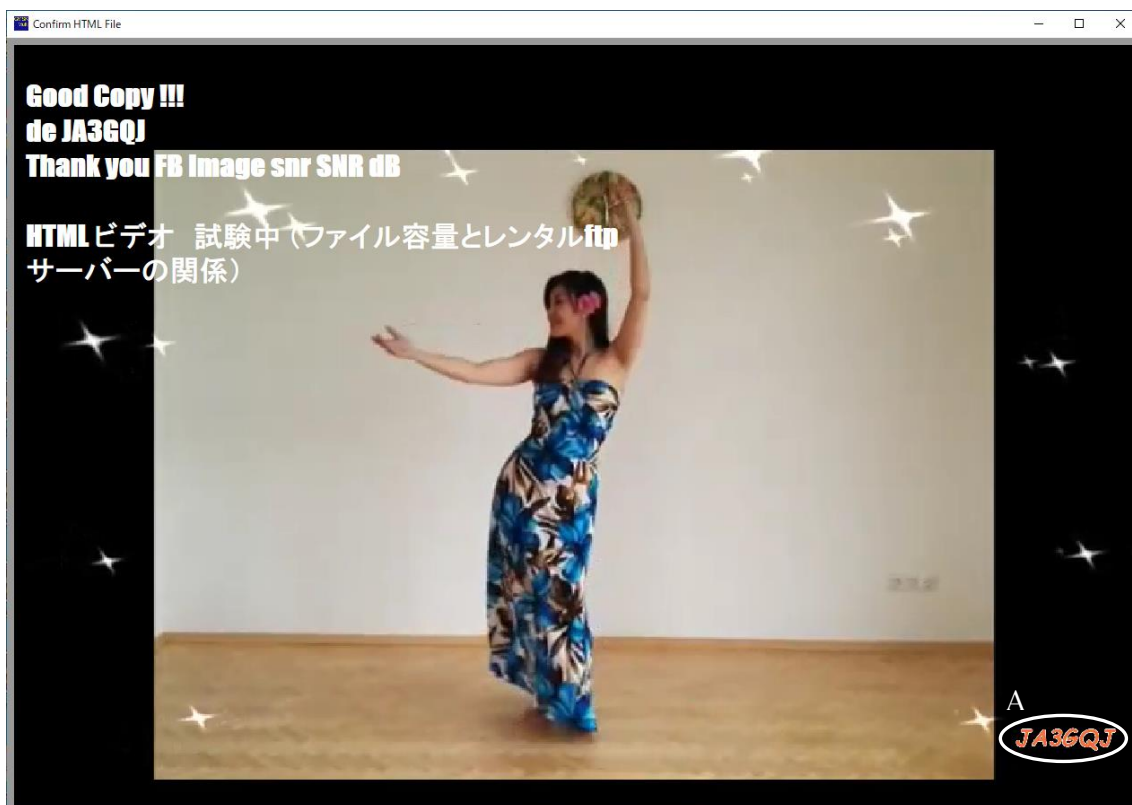 Confirm HTML File
Good Copy !!!
de JA3GQJ
Thank you FB Image snr SNR dB
HTMLビデオ　試験中（ファイル容量とレンタルftp
サーバーの関係）
A
JA3GQJ